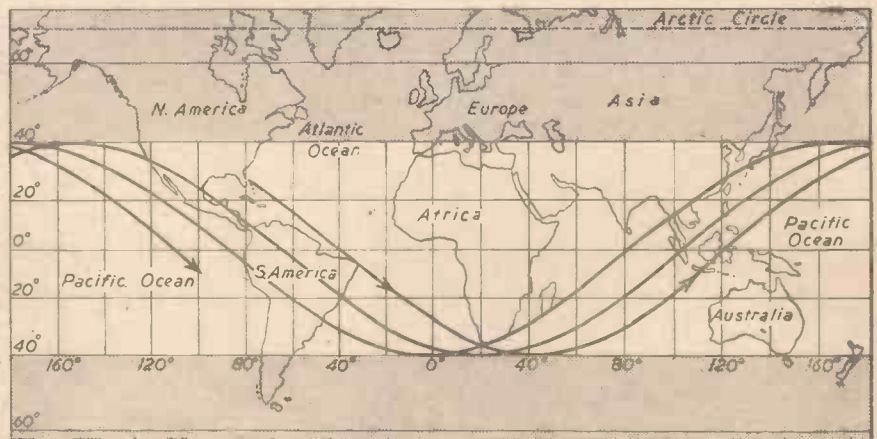 Arctic Circle
60°
N. America
Europe
Asia
Atlantic
Ocean
40°
20°
Africa
Pacific
Ocean
0°
Pacific Ocean
S. America
20°
Australia
40°
160° 120° 80° 40° 0° 40° 80° 120° 160°
60°